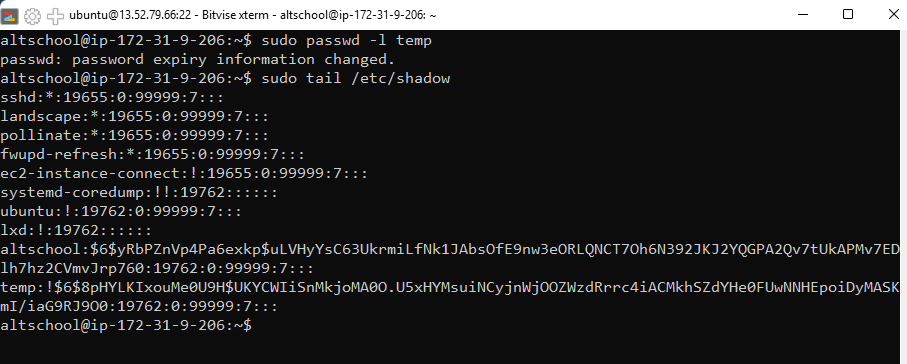 ubuntu@13.52.79.66:22 - Bitvise xterm - altschool@ip-172-31-9-206: ~
altschool@ip-172-31-9-206:~$ sudo passwd -l temp
passwd: password expiry information changed.
altschool@ip-172-31-9-206:~$ sudo tail /etc/shadow
sshd:*:19655:0:99999:7:::
landscape:*:19655:0:99999:7:::
pollinate:*:19655:0:99999:7:::
fwupd-refresh:*:19655:0:99999:7:::
ec2-instance-connect:!:19655:0:99999:7:::
systemd-coredump:!!:19762::::::
ubuntu:!:19762:0:99999:7:::
lxd:!:19762::::::
altschool:$6$yRbPZnVp4Pa6exkp$uLVHyYsC63UkrmiLfNk1JAbsOfE9nw3eORLQNCT7Oh6N392JKJ2YQGPA2Qv7tUkAPMv7ED
lh7hz2CVmvJrp760:19762:0:99999:7:::
temp:!$6$8pHYLKIxouMe0U9H$UKYCWIiSnMkjoMA0O.U5xHYMsuiNCyjnWjOOZWzdRrrc4iACMkhSZdYHe0FUwNNHEpoiDyMASK
mI/iaG9RJ9O0:19762:0:99999:7:::
altschool@ip-172-31-9-206:~$